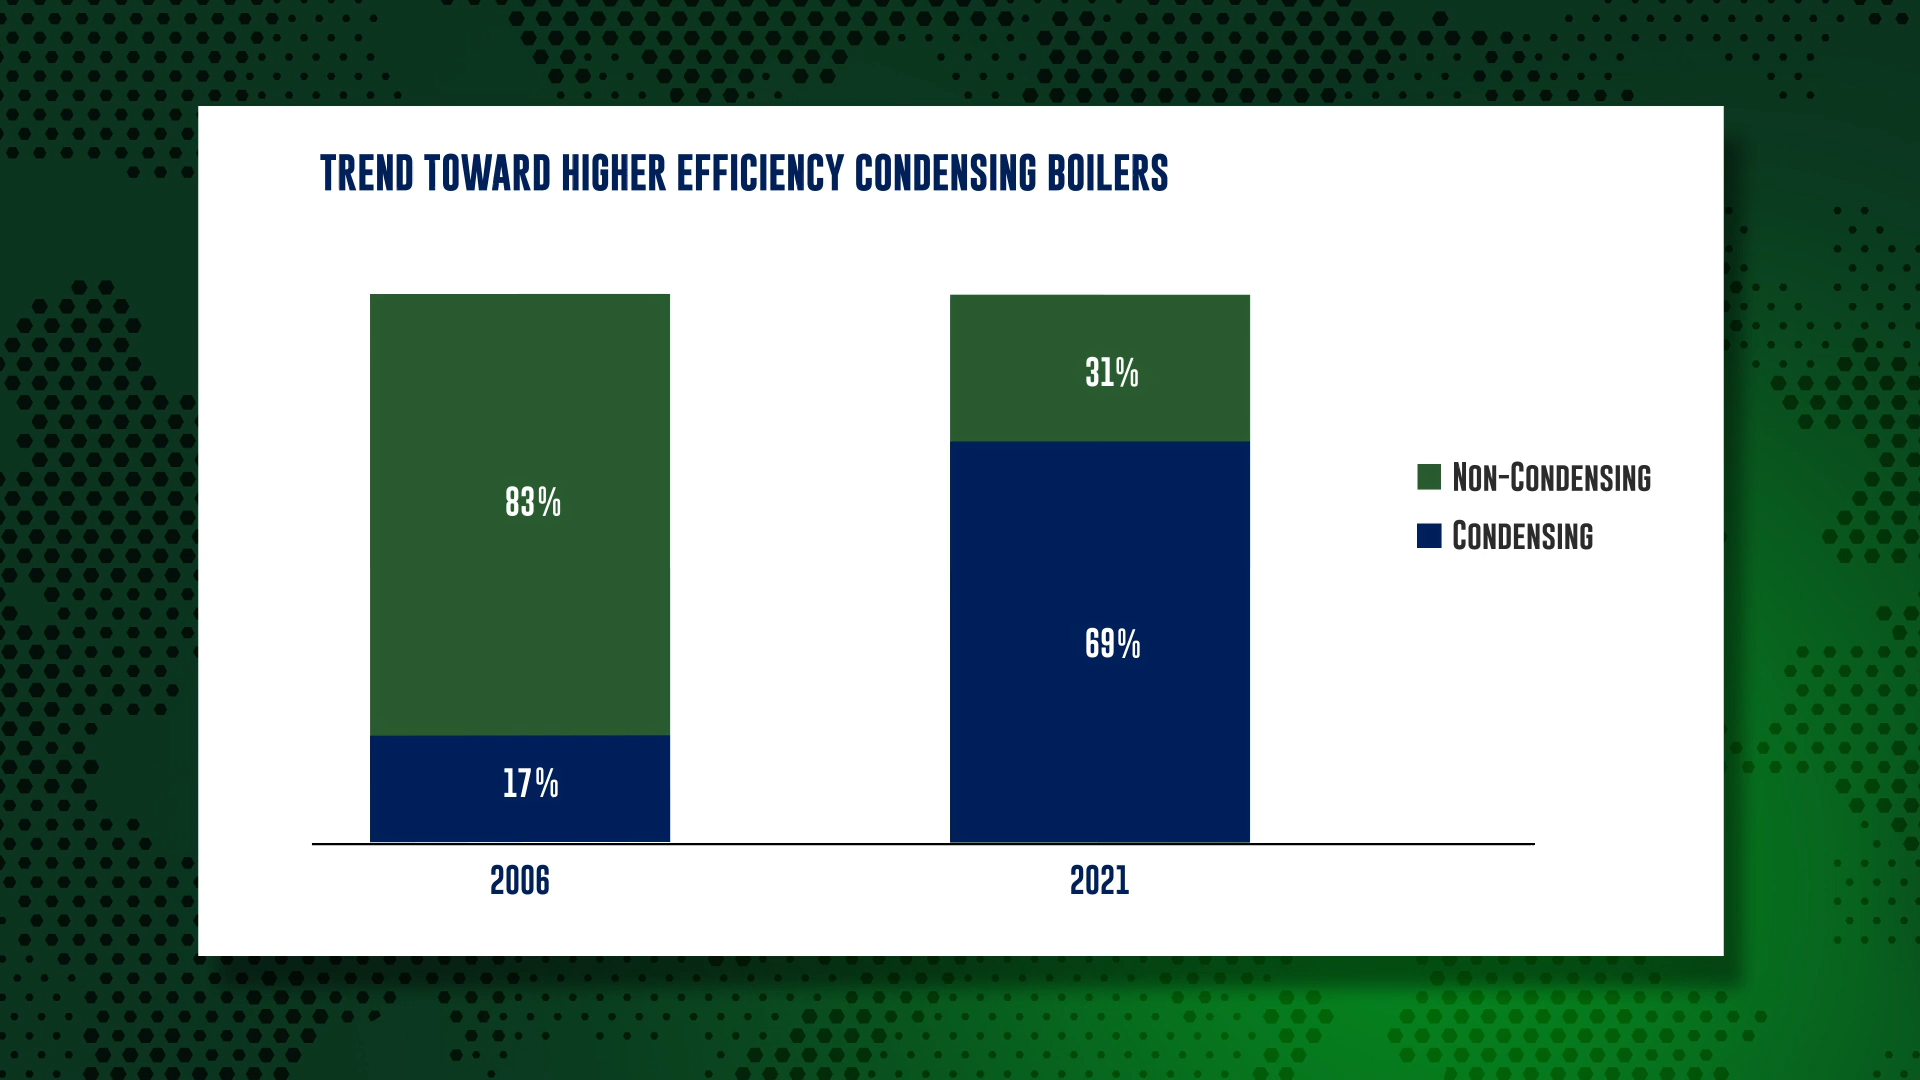 TREND TOWARD HIGHER EFFICIENCY CONDENSING BOILERS
31%
83%
Non-Condensing
Condensing
69%
17%
2006
2021